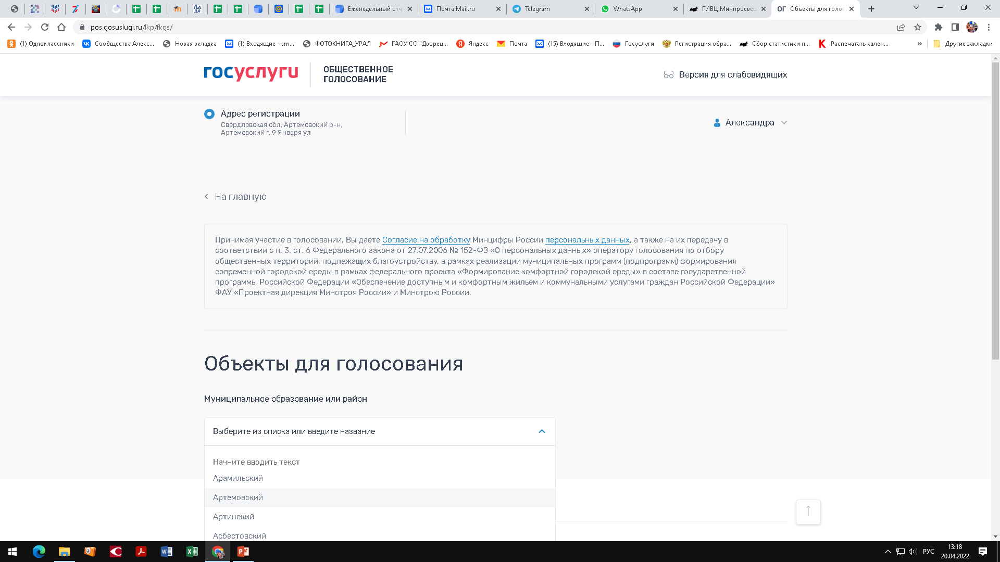 Еженедельный отч
Почта Mail.ru
Telegram
WhatsApp
ГИВЦ Минпросвещ
ОГ Объекты для голос
pos.gosuslugi.ru/lkp/fkgs/
(1) Одноклассники
Сообщества Алекс...
Новая вкладка
(1) Входящие - sm...
ФОТОКНИГА_УРАЛ
ГАОУ СО "Дворец...
Яндекс
Почта
(15) Входящие - П...
Госуслуги
Регистрация обра...
Сбор статистики п...
Распечатать кален...
»
Другие закладки
госуслуги
ОБЩЕСТВЕННОЕ
ГОЛОСОВАНИЕ
Версия для слабовидящих
Адрес регистрации
Свердловская обл, Артемовский р-н,
Артемовский г, 9 Января ул
Александра
На главную
Принимая участие в голосовании, Вы даете Согласие на обработку Минцифры России персональных данных, а также на их передачу в
соответствии с п. 3. ст. 6 Федерального закона от 27.07.2006 № 152-ФЗ «О персональных данных» оператору голосования по отбору
общественных территорий, подлежащих благоустройству, в рамках реализации муниципальных программ (подпрограмм) формирования
современной городской среды в рамках федерального проекта «Формирование комфортной городской среды» в составе государственной
программы Российской Федерации «Обеспечение доступным и комфортным жильем и коммунальными услугами граждан Российской Федерации»
ФАУ «Проектная дирекция Минстроя России» и Минстрою России.
Объекты для голосования
Муниципальное образование или район
Выберите из списка или введите название
Начните вводить текст
Арамильский
Артемовский
Артинский
Асбестовский
РУС
13:18
20.04.2022